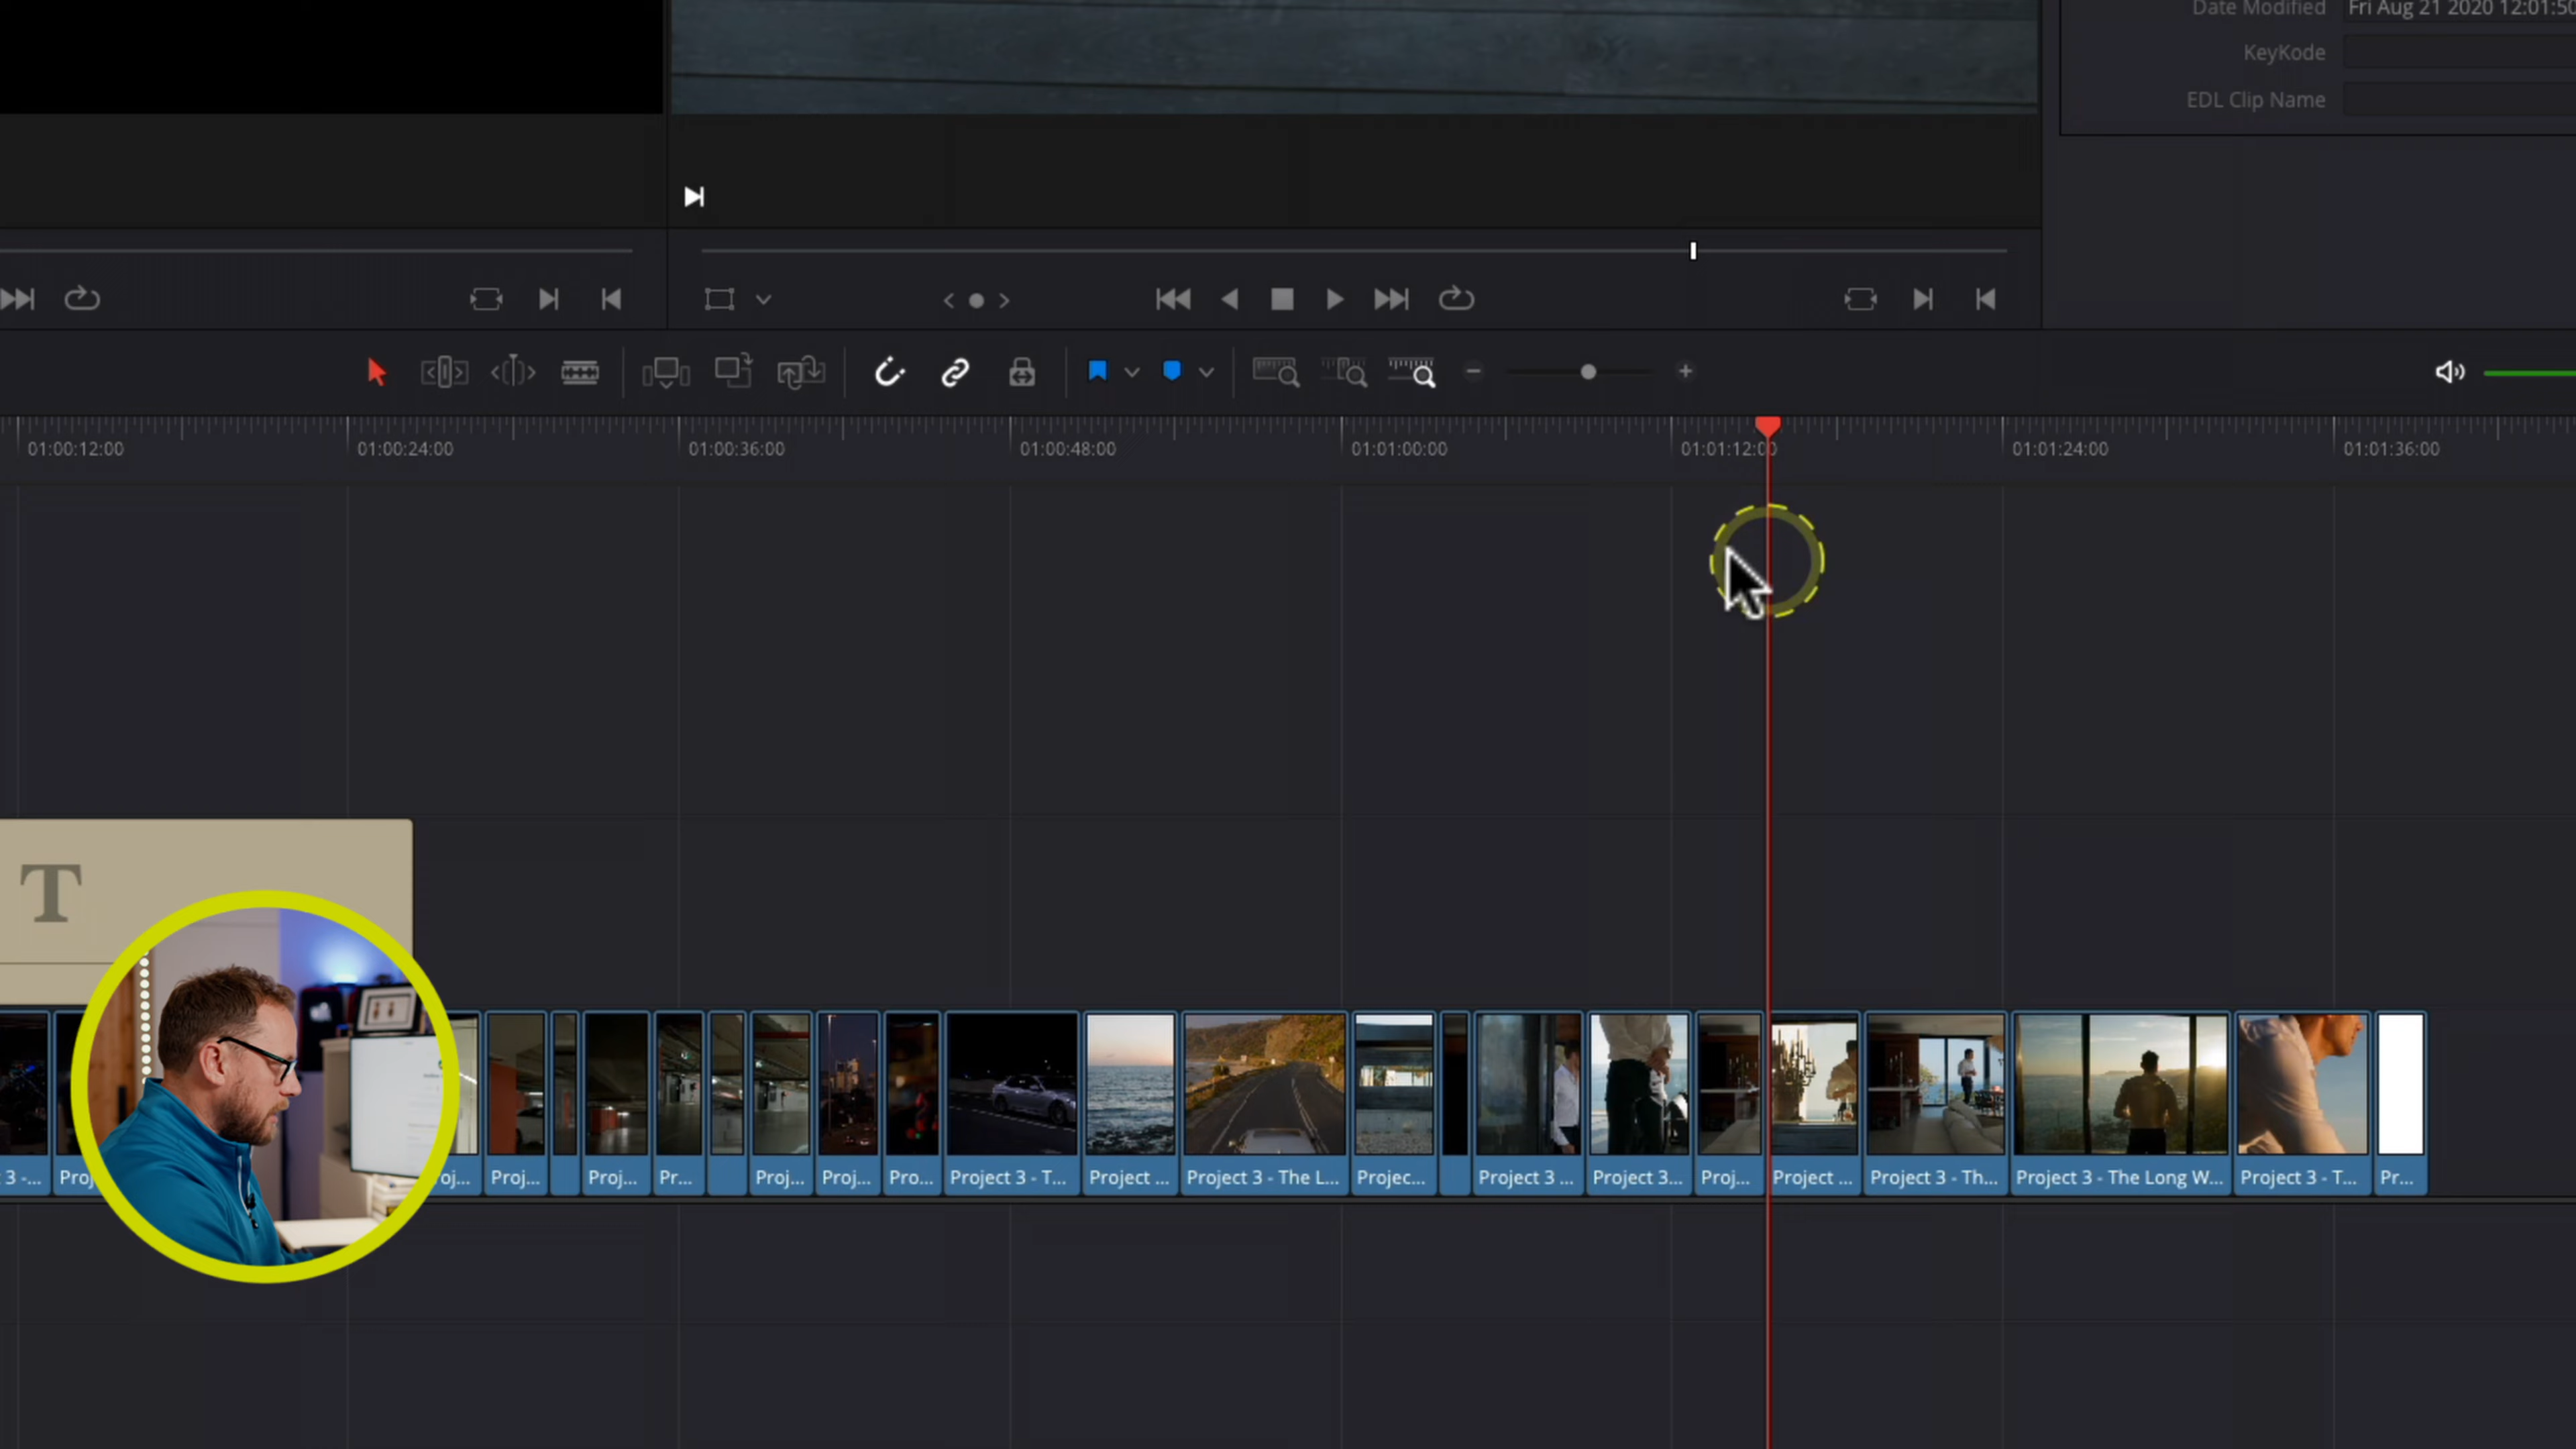 Date Modified Fri Aug 21 2020 12:01:50
KeyKode
EDL Clip Name
01:00:12:00 01:00:24:00 01:00:36:00 01:00:48:00 01:01:00:00 01:01:12:00 01:01:24:00 01:01:36:00
T
3 -... Proj oj... Proj... Proj... Pr... Proj... Proj... Pro... Project 3 - T... Project ... Project 3 - The L... Projec... Project 3 ... Project 3... Proj... Project ... Project 3 - Th... Project 3 - The Long W... Project 3 - T... Pr...